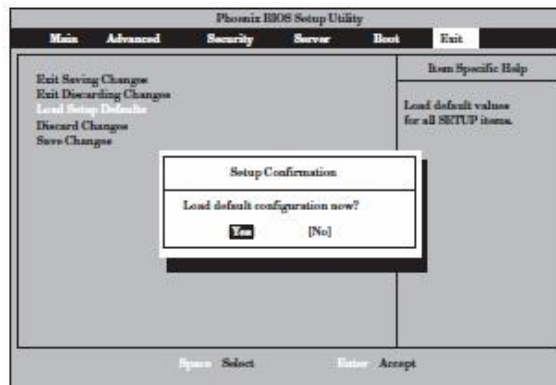 Phoenix BIOS Setup Utility
Main Advanced Security Server Boot Exit
Exit Saving Changes
Exit Discarding Changes
Load Setup Defaults
Discard Changes
Save Changes
Item Specific Help
Load default values
for all SETUP items.
Setup Confirmation
Load default configuration now?
Yes [No]
Space Select Enter Accept